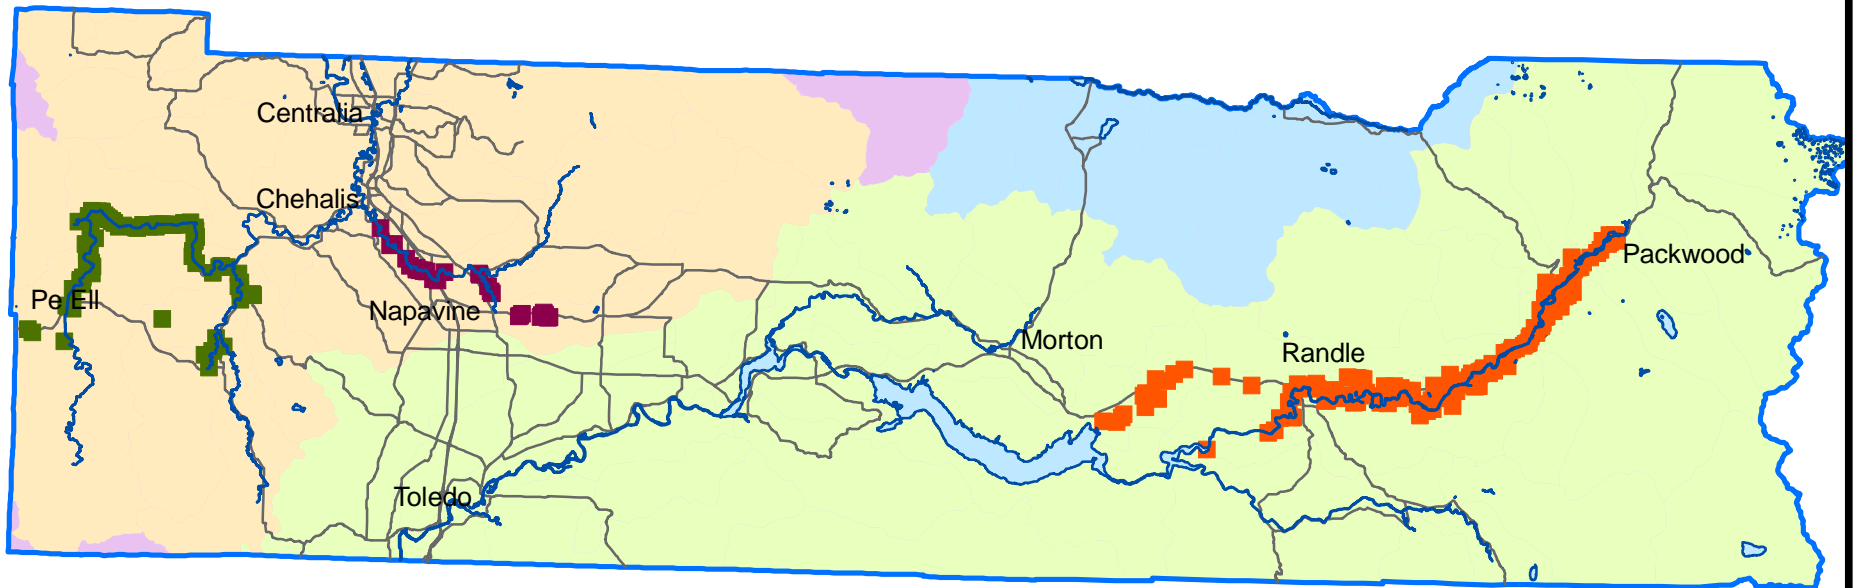 Centralia
Chehalis
Packwood
Pe Ell
Napavine
Morton
Randle
Toledo